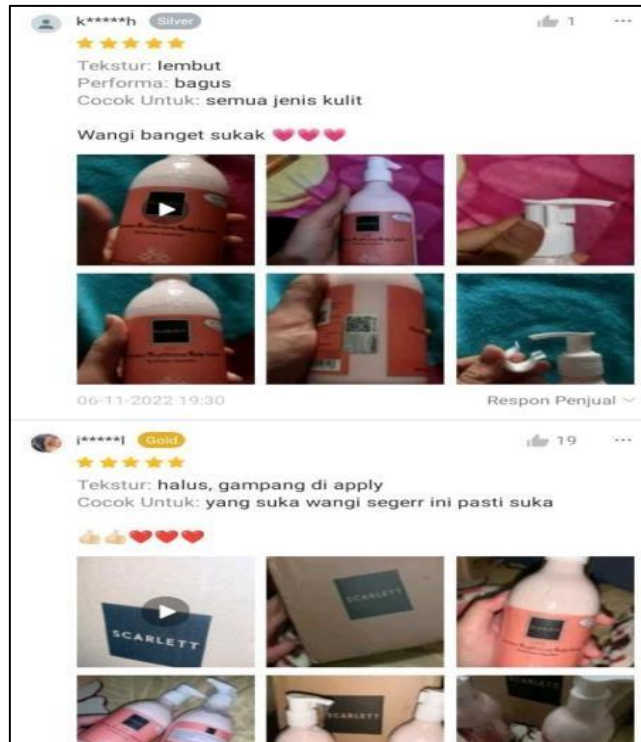 k*****h Silver 1 ...
Tekstur: lembut
Performa: bagus
Cocok Untuk: semua jenis kulit
Wangi banget sukak 💗💗💗
SCARLETT
06-11-2022 19:30 Respon Penjual
i*****l Gold 19 ...
Tekstur: halus, gampang di apply
Cocok Untuk: yang suka wangi segerr ini pasti suka
👍🏻👍🏻❤️❤️❤️
SCARLETT
SCARLETT
SCARLETT